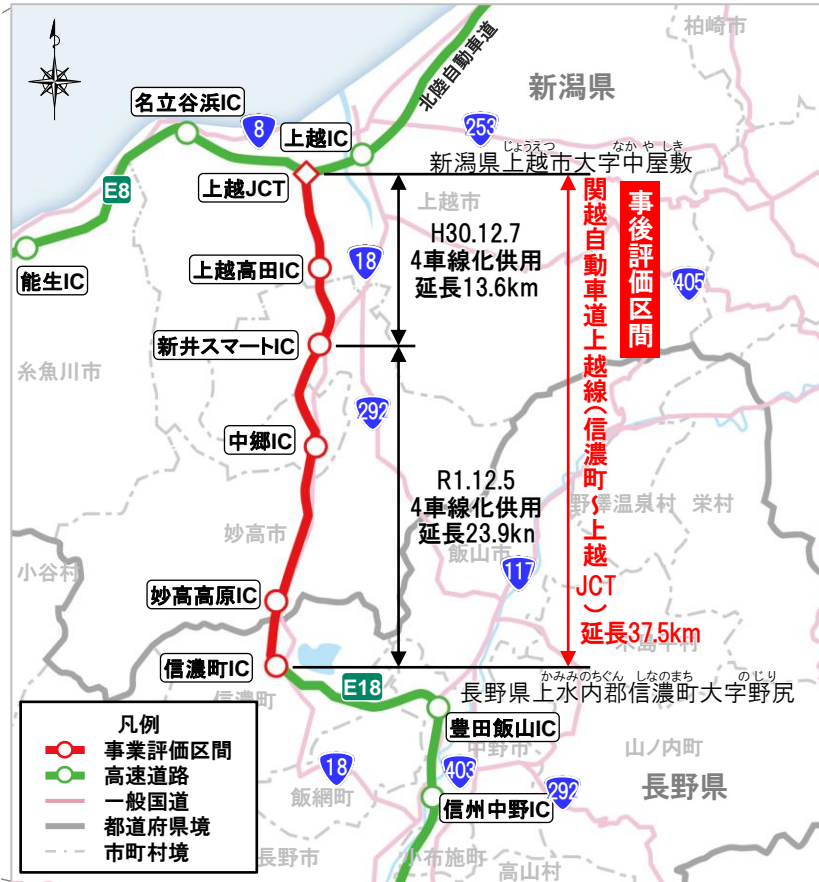 柏崎市
北陸自動車道
新潟県
名立谷浜IC
8
上越IC
253
じょうえつ なかやしき
新潟県上越市大字中屋敷
E8
上越JCT
上越市
能生IC
H30.12.7
4車線化供用
延長13.6km
18
上越高田IC
405
事後評価区間
関越自動車道上越線(信濃町~上越JCT)
延長37.5km
新井スマートIC
糸魚川市
292
中郷IC
R1.12.5
4車線化供用
延長23.9kn
野澤温泉村
栄村
妙高市
飯山市
小谷村
117
妙高高原IC
木島平村
信濃町IC
かみみのちぐん しなのまち のじり
長野県上水内郡信濃町大字野尻
信濃町
E18
豊田飯山IC
中野市
山ノ内町
18
403
292
長野県
飯綱町
信州中野IC
長野市
小布施町
高山村
凡例
事業評価区間
高速道路
一般国道
都道府県境
市町村境